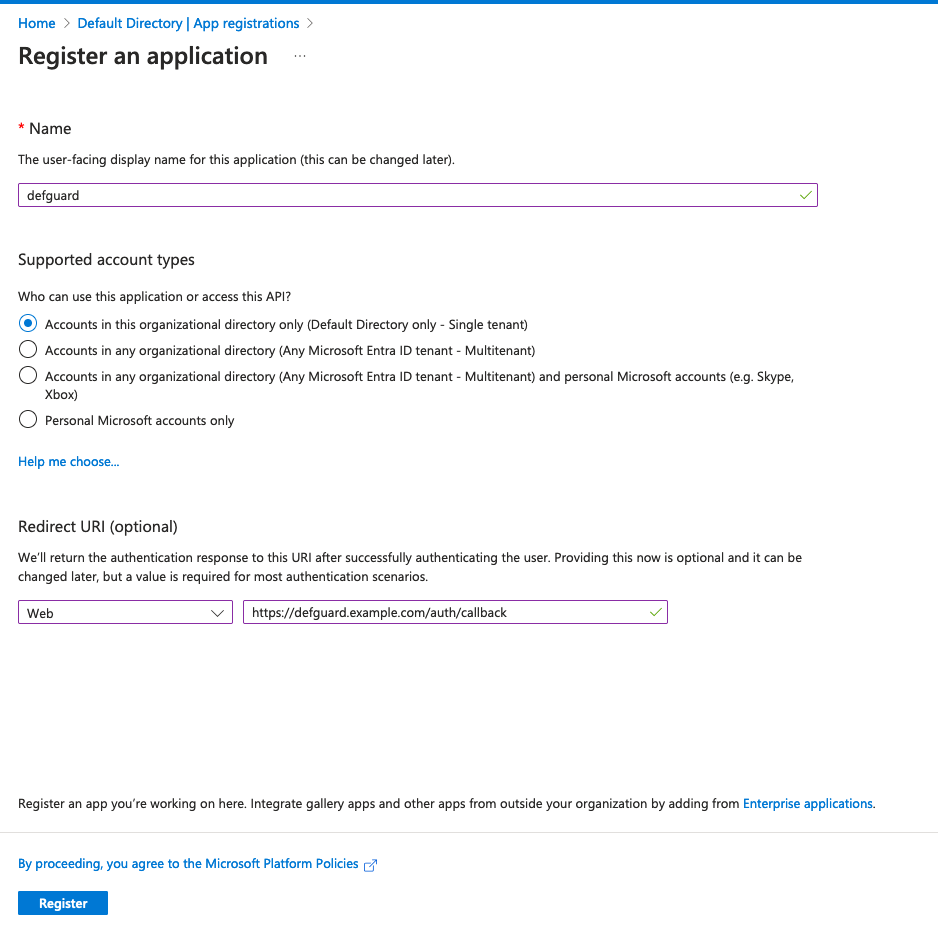 Home > Default Directory | App registrations >
Register an application ...
* Name
The user-facing display name for this application (this can be changed later).
defguard
Supported account types
Who can use this application or access this API?
Accounts in this organizational directory only (Default Directory only - Single tenant)
Accounts in any organizational directory (Any Microsoft Entra ID tenant - Multitenant)
Accounts in any organizational directory (Any Microsoft Entra ID tenant - Multitenant) and personal Microsoft accounts (e.g. Skype,
Xbox)
Personal Microsoft accounts only
Help me choose...
Redirect URI (optional)
We'll return the authentication response to this URI after successfully authenticating the user. Providing this now is optional and it can be
changed later, but a value is required for most authentication scenarios.
Web https://defguard.example.com/auth/callback
Register an app you're working on here. Integrate gallery apps and other apps from outside your organization by adding from Enterprise applications.
By proceeding, you agree to the Microsoft Platform Policies
Register